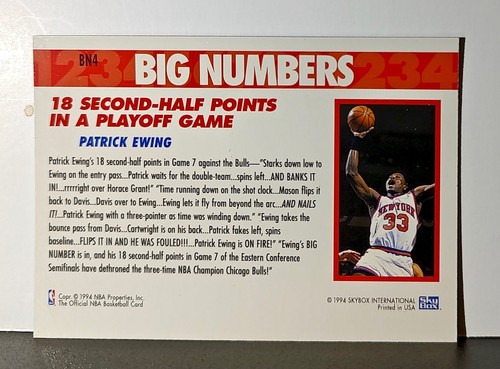 BN4
234 BIG NUMBERS 234
18 SECOND-HALF POINTS
IN A PLAYOFF GAME
PATRICK EWING
Patrick Ewing's 18 second-half points in Game 7 against the Bulls—"Starks down low to
Ewing on the entry pass...Patrick waits for the double-team...spins left...AND BANKS IT
IN!...rrrrright over Horace Grant!" "Time running down on the shot clock...Mason flips it
back to Davis...Davis over to Ewing...Ewing lets it fly from beyond the arc...AND NAILS
IT!...Patrick Ewing with a three-pointer as time was winding down." "Ewing takes the
bounce pass from Davis...Cartwright is on his back...Patrick fakes left, spins
baseline...FLIPS IT IN AND HE WAS FOULED!!!...Patrick Ewing is ON FIRE!" "Ewing's BIG
NUMBER is in, and his 18 second-half points in Game 7 of the Eastern Conference
Semifinals have dethroned the three-time NBA Champion Chicago Bulls!"
NEW YORK
33
Copr. © 1994 NBA Properties, Inc.
The Official NBA Basketball Card
© 1994 SKYBOX INTERNATIONAL
Printed in USA
SkyBox